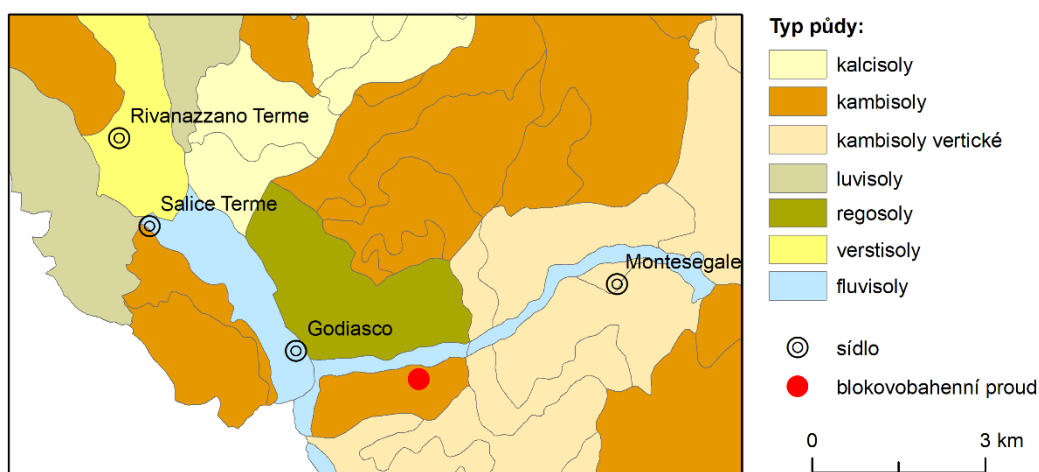 Rivanazzano Terme
Salice Terme
Montesegale
Godiasco
Typ půdy:
kalcisoly
kambisoly
kambisoly vertické
luvisoly
regosoly
verstisoly
fluvisoly
sídlo
blokovobahenní proud
0 3 km